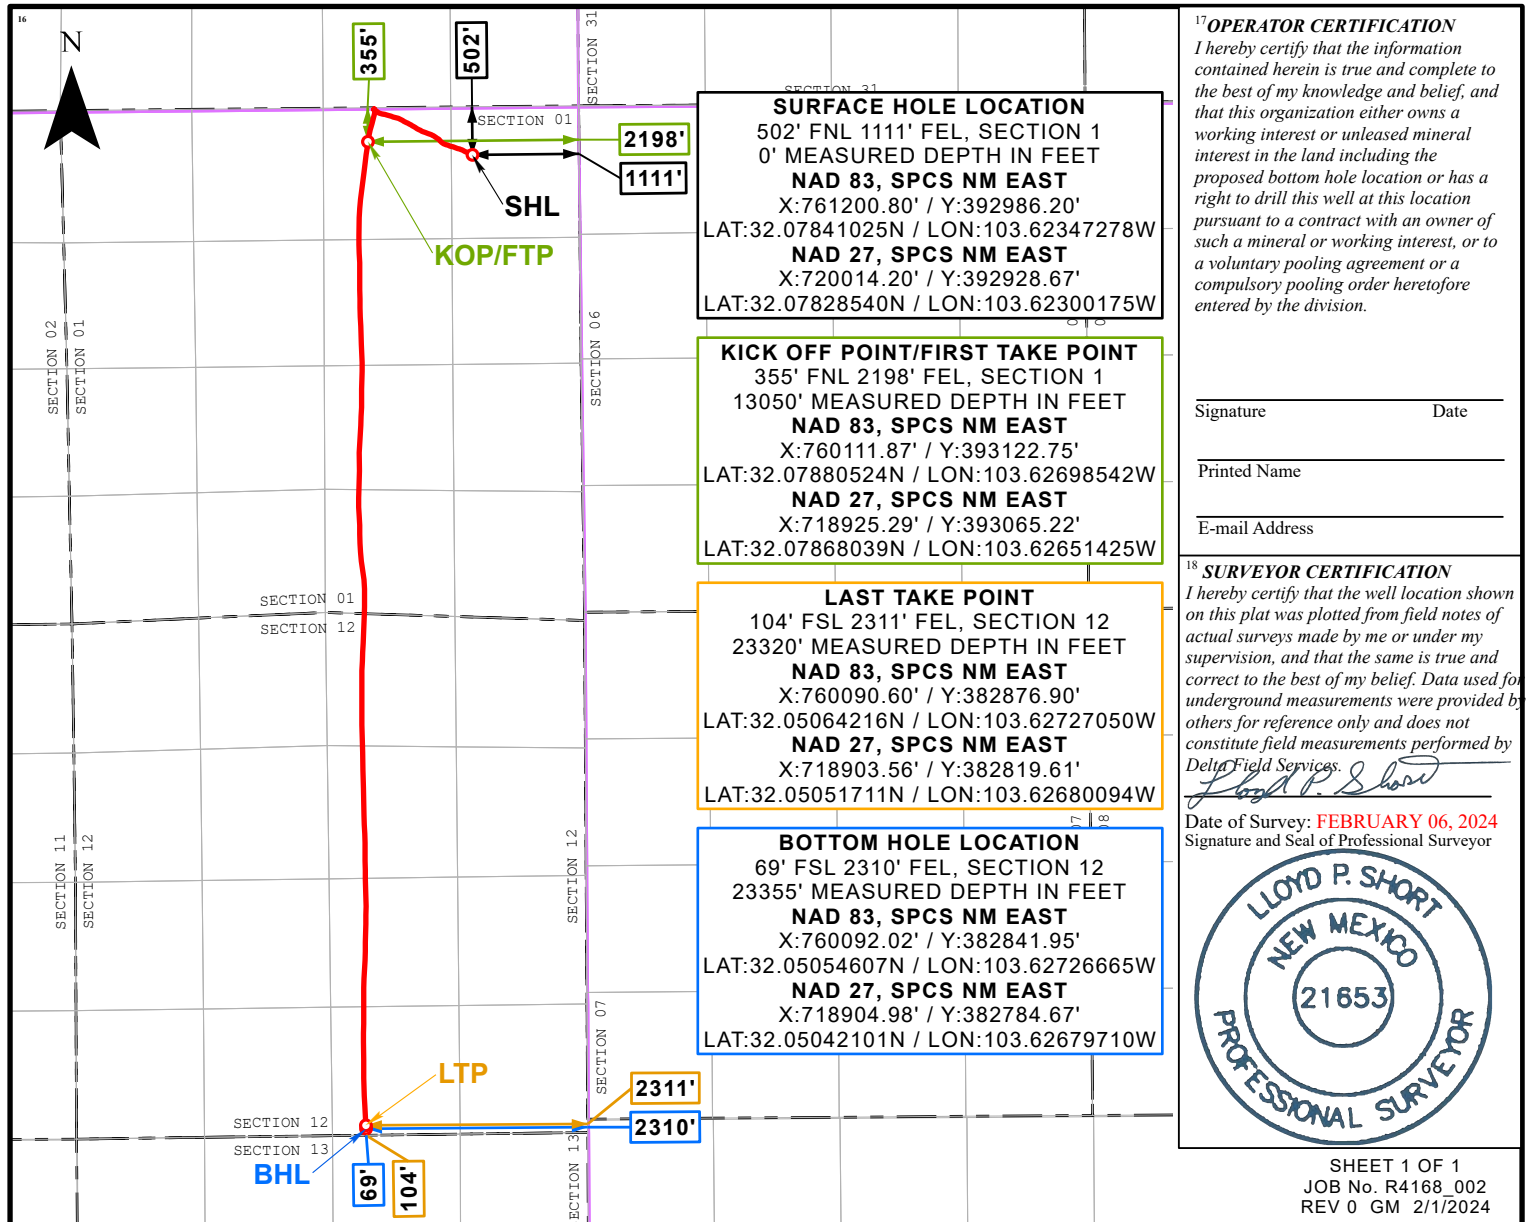 16
N
355'
502'
SECTION 31
SECTION 31
SECTION 01
2198'
1111'
SHL
KOP/FTP
SECTION 02
SECTION 01
SECTION 06
SECTION 01
SECTION 12
SECTION 11
SECTION 12
SECTION 12
SECTION 07
07
08
LTP
2311'
2310'
SECTION 12
SECTION 13
ECTION 13
BHL
69'
104'
SURFACE HOLE LOCATION
502' FNL 1111' FEL, SECTION 1
0' MEASURED DEPTH IN FEET
NAD 83, SPCS NM EAST
X:761200.80' / Y:392986.20'
LAT:32.07841025N / LON:103.62347278W
NAD 27, SPCS NM EAST
X:720014.20' / Y:392928.67'
LAT:32.07828540N / LON:103.62300175W
KICK OFF POINT/FIRST TAKE POINT
355' FNL 2198' FEL, SECTION 1
13050' MEASURED DEPTH IN FEET
NAD 83, SPCS NM EAST
X:760111.87' / Y:393122.75'
LAT:32.07880524N / LON:103.62698542W
NAD 27, SPCS NM EAST
X:718925.29' / Y:393065.22'
LAT:32.07868039N / LON:103.62651425W
LAST TAKE POINT
104' FSL 2311' FEL, SECTION 12
23320' MEASURED DEPTH IN FEET
NAD 83, SPCS NM EAST
X:760090.60' / Y:382876.90'
LAT:32.05064216N / LON:103.62727050W
NAD 27, SPCS NM EAST
X:718903.56' / Y:382819.61'
LAT:32.05051711N / LON:103.62680094W
BOTTOM HOLE LOCATION
69' FSL 2310' FEL, SECTION 12
23355' MEASURED DEPTH IN FEET
NAD 83, SPCS NM EAST
X:760092.02' / Y:382841.95'
LAT:32.05054607N / LON:103.62726665W
NAD 27, SPCS NM EAST
X:718904.98' / Y:382784.67'
LAT:32.05042101N / LON:103.62679710W
17 OPERATOR CERTIFICATION
I hereby certify that the information
contained herein is true and complete to
the best of my knowledge and belief, and
that this organization either owns a
working interest or unleased mineral
interest in the land including the
proposed bottom hole location or has a
right to drill this well at this location
pursuant to a contract with an owner of
such a mineral or working interest, or to
a voluntary pooling agreement or a
compulsory pooling order heretofore
entered by the division.
Signature Date
Printed Name
E-mail Address
18 SURVEYOR CERTIFICATION
I hereby certify that the well location shown
on this plat was plotted from field notes of
actual surveys made by me or under my
supervision, and that the same is true and
correct to the best of my belief. Data used for
underground measurements were provided by
others for reference only and does not
constitute field measurements performed by
Delta Field Services.
Lloyd P. Short
Date of Survey: FEBRUARY 06, 2024
Signature and Seal of Professional Surveyor
LLOYD P. SHORT
NEW MEXICO
21653
PROFESSIONAL SURVEYOR
SHEET 1 OF 1
JOB No. R4168_002
REV 0 GM 2/1/2024